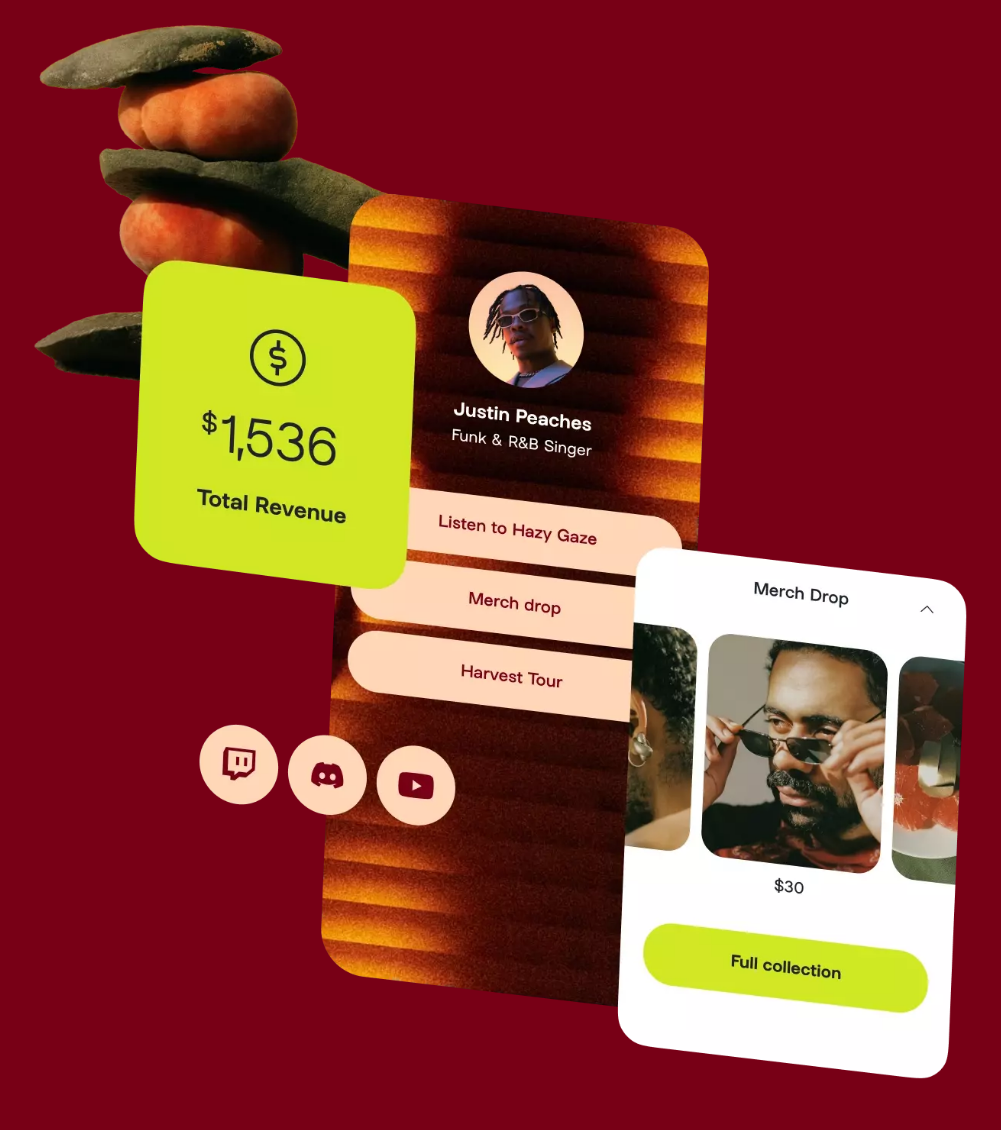 $1,536
Total Revenue
Justin Peaches
Funk & R&B Singer
Listen to Hazy Gaze
Merch drop
Harvest Tour
Merch Drop
$30
Full collection